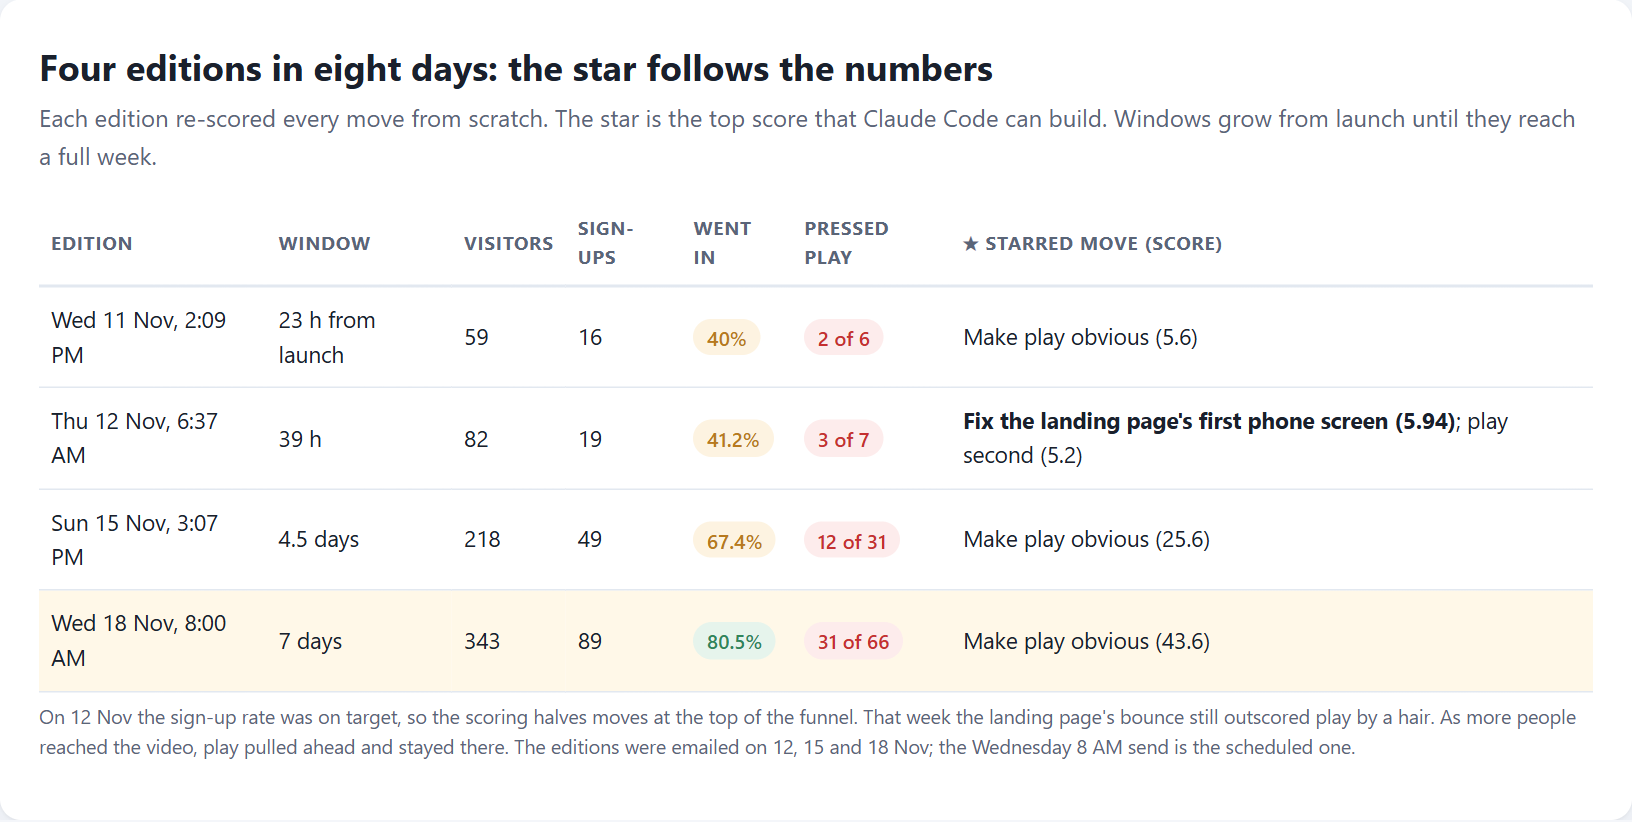 Four editions in eight days: the star follows the numbers
Each edition re-scored every move from scratch. The star is the top score that Claude Code can build. Windows grow from launch until they reach
a full week.
EDITION WINDOW VISITORS SIGN-UPS WENT IN PRESSED PLAY ★ STARRED MOVE (SCORE)
Wed 11 Nov, 2:09 PM 23 h from launch 59 16 40% 2 of 6 Make play obvious (5.6)
Thu 12 Nov, 6:37 AM 39 h 82 19 41.2% 3 of 7 Fix the landing page's first phone screen (5.94); play second (5.2)
Sun 15 Nov, 3:07 PM 4.5 days 218 49 67.4% 12 of 31 Make play obvious (25.6)
Wed 18 Nov, 8:00 AM 7 days 343 89 80.5% 31 of 66 Make play obvious (43.6)
On 12 Nov the sign-up rate was on target, so the scoring halves moves at the top of the funnel. That week the landing page's bounce still outscored play by a hair. As more people
reached the video, play pulled ahead and stayed there. The editions were emailed on 12, 15 and 18 Nov; the Wednesday 8 AM send is the scheduled one.